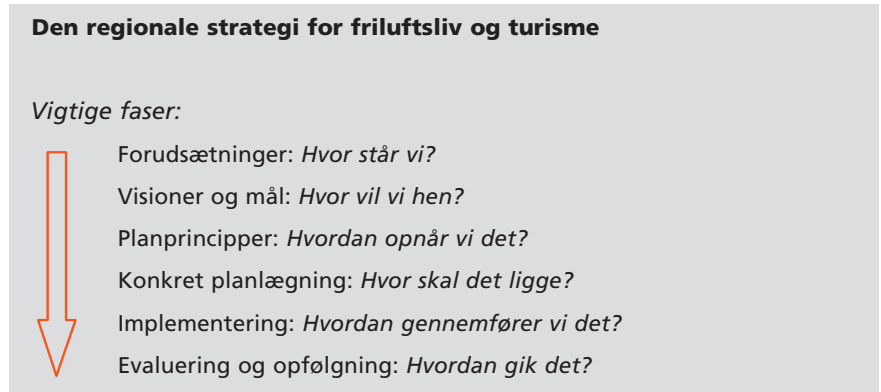 Den regionale strategi for friluftsliv og turisme
Vigtige faser:
Forudsætninger: Hvor står vi?
Visioner og mål: Hvor vil vi hen?
Planprincipper: Hvordan opnår vi det?
Konkret planlægning: Hvor skal det ligge?
Implementering: Hvordan gennemfører vi det?
Evaluering og opfølgning: Hvordan gik det?